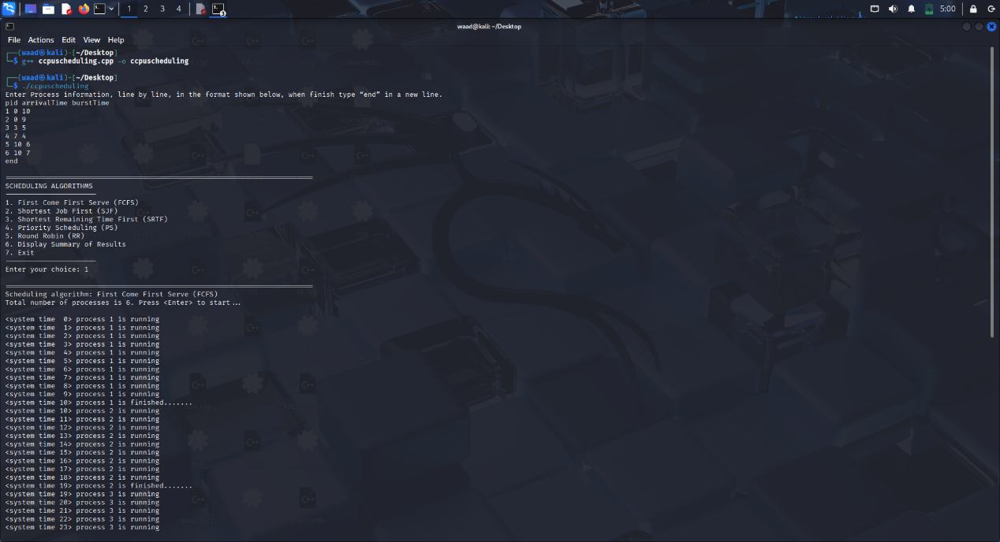 1 2 3 4 3 5:00
waad@kali: ~/Desktop
File Actions Edit View Help
┌──(waad㉿kali)-[~/Desktop]
└─$ g++ ccpuscheduling.cpp -o ccpuscheduling
┌──(waad㉿kali)-[~/Desktop]
└─$ ./ccpuscheduling
Enter Process information, line by line, in the format shown below, when finish type “end” in a new line.
pid arrivalTime burstTime
1 0 10
2 0 9
3 3 5
4 7 4
5 10 6
6 10 7
end
SCHEDULING ALGORITHMS
1. First Come First Serve (FCFS)
2. Shortest Job First (SJF)
3. Shortest Remaining Time First (SRTF)
4. Priority Scheduling (PS)
5. Round Robin (RR)
6. Display Summary of Results
7. Exit
Enter your choice: 1
Scheduling algorithm: First Come First Serve (FCFS)
Total number of processes is 6. Press <Enter> to start...
<system time  0> process 1 is running
<system time  1> process 1 is running
<system time  2> process 1 is running
<system time  3> process 1 is running
<system time  4> process 1 is running
<system time  5> process 1 is running
<system time  6> process 1 is running
<system time  7> process 1 is running
<system time  8> process 1 is running
<system time  9> process 1 is running
<system time 10> process 1 is finished.......
<system time 10> process 2 is running
<system time 11> process 2 is running
<system time 12> process 2 is running
<system time 13> process 2 is running
<system time 14> process 2 is running
<system time 15> process 2 is running
<system time 16> process 2 is running
<system time 17> process 2 is running
<system time 18> process 2 is running
<system time 19> process 2 is finished.......
<system time 19> process 3 is running
<system time 20> process 3 is running
<system time 21> process 3 is running
<system time 22> process 3 is running
<system time 23> process 3 is running